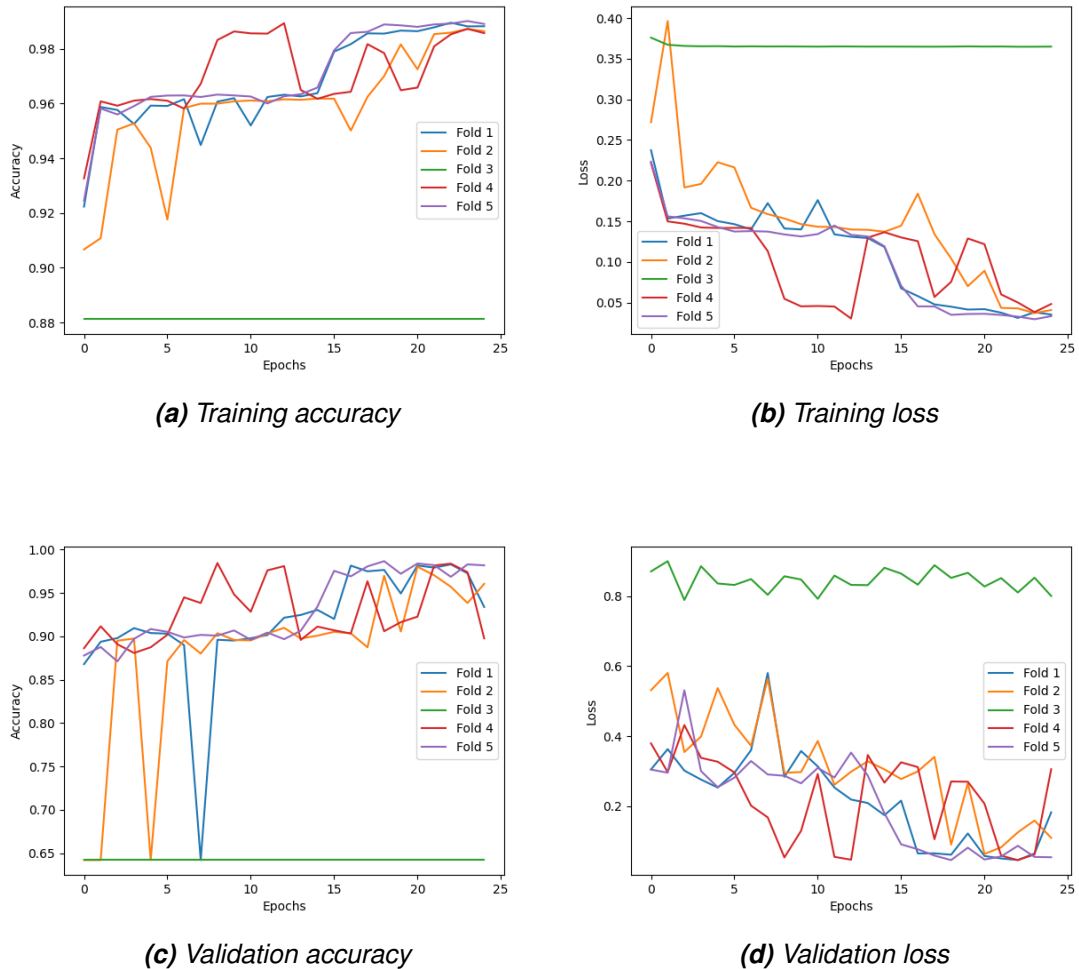 0.98
0.96
0.94
0.92
0.90
0.88
Accuracy
Fold 1
Fold 2
Fold 3
Fold 4
Fold 5
0 5 10 15 20 25
Epochs
(a) Training accuracy
0.40
0.35
0.30
0.25
0.20
0.15
0.10
0.05
Loss
Fold 1
Fold 2
Fold 3
Fold 4
Fold 5
0 5 10 15 20 25
Epochs
(b) Training loss
1.00
0.95
0.90
0.85
0.80
0.75
0.70
0.65
Accuracy
Fold 1
Fold 2
Fold 3
Fold 4
Fold 5
0 5 10 15 20 25
Epochs
(c) Validation accuracy
0.8
0.6
0.4
0.2
Loss
Fold 1
Fold 2
Fold 3
Fold 4
Fold 5
0 5 10 15 20 25
Epochs
(d) Validation loss